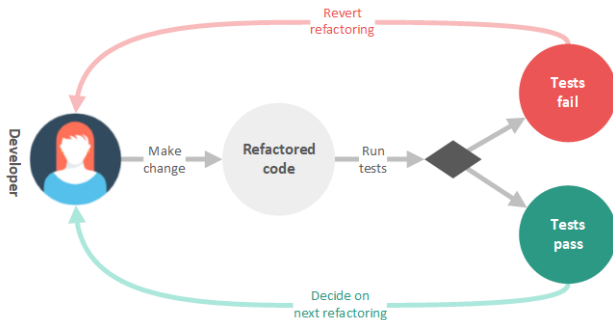 Revert
refactoring
Tests
fail
Developer
Make
change
Refactored
code
Run
tests
Tests
pass
Decide on
next refactoring